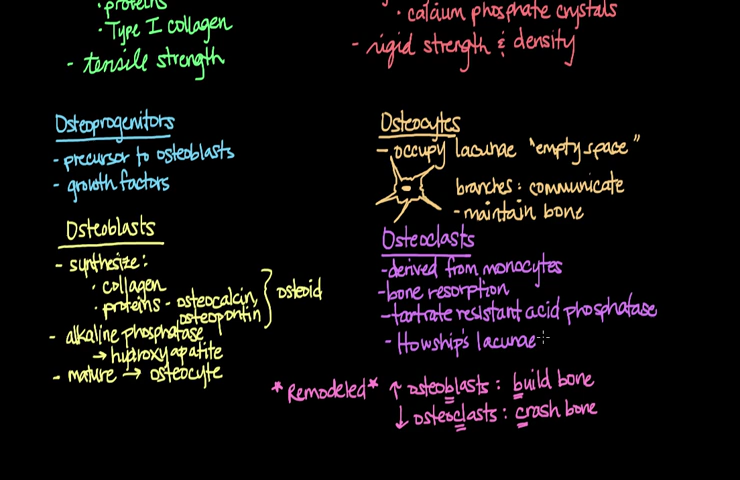 proteins
· Type I collagen
- tensile strength
· calcium phosphate crystals
- rigid strength & density
Osteoprogenitors
- precursor to osteoblasts
- growth factors
Osteoblasts
- synthesize:
· collagen
· proteins - osteocalcin,
osteopontin } osteoid
- alkaline phosphatase
→ hydroxyapatite
- mature → osteocyte
Osteocytes
- occupy lacunae "empty space"
branches: communicate
- maintain bone
Osteoclasts
- derived from monocytes
- bone resorption
- tartrate resistant acid phosphatase
- Howship's lacunae
*Remodeled* ↑ osteoblasts: build bone
↓ osteoclasts: crash bone